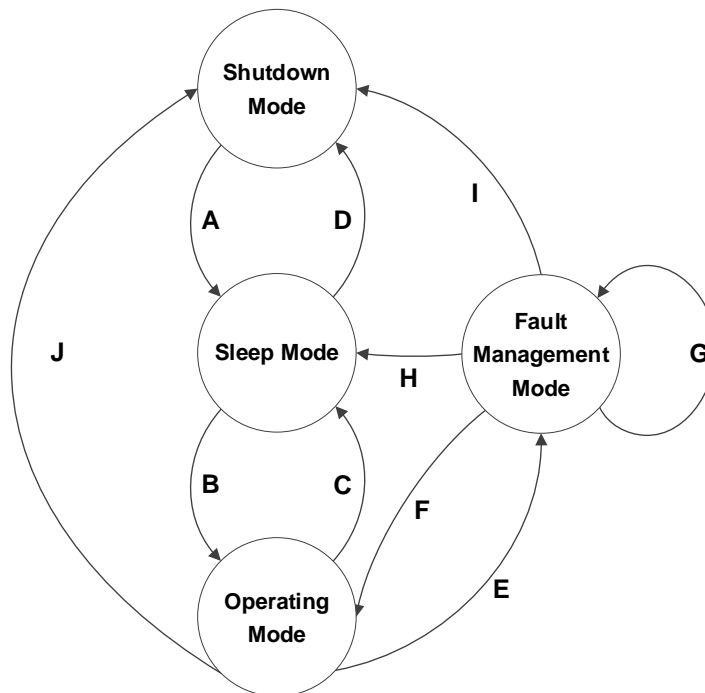 Shutdown
Mode
A
D
I
J
Sleep Mode
H
Fault
Management
Mode
G
B
C
F
E
Operating
Mode